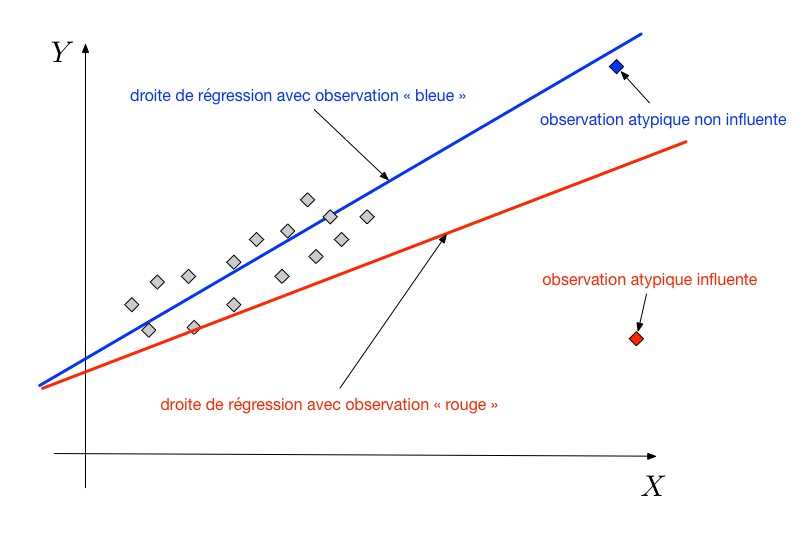 Y
droite de régression avec observation « bleue »
observation atypique non influente
observation atypique influente
droite de régression avec observation « rouge »
X